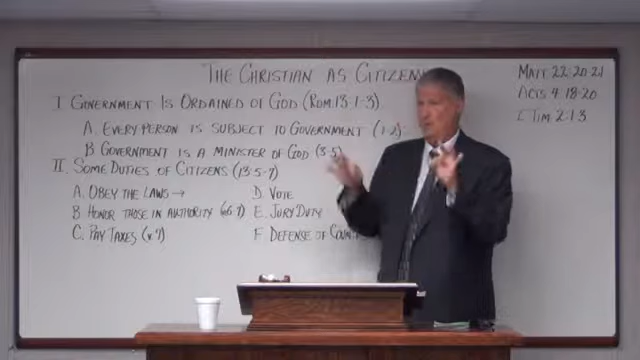 THE CHRISTIAN AS CITIZEN
I. GOVERNMENT IS ORDAINED OF GOD (ROM. 13:1-3)
A. EVERY PERSON IS SUBJECT TO GOVERNMENT (1-2)
B GOVERNMENT IS A MINISTER OF GOD (3-5)
II. SOME DUTIES OF CITIZENS (13:5-7)
A. OBEY THE LAWS →
B HONOR THOSE IN AUTHORITY
C. PAY TAXES
D. VOTE
E. JURY DUTY
F DEFENSE OF
MATT. 22:20-21
ACTS 4:18-20
I TIM 2:1-3